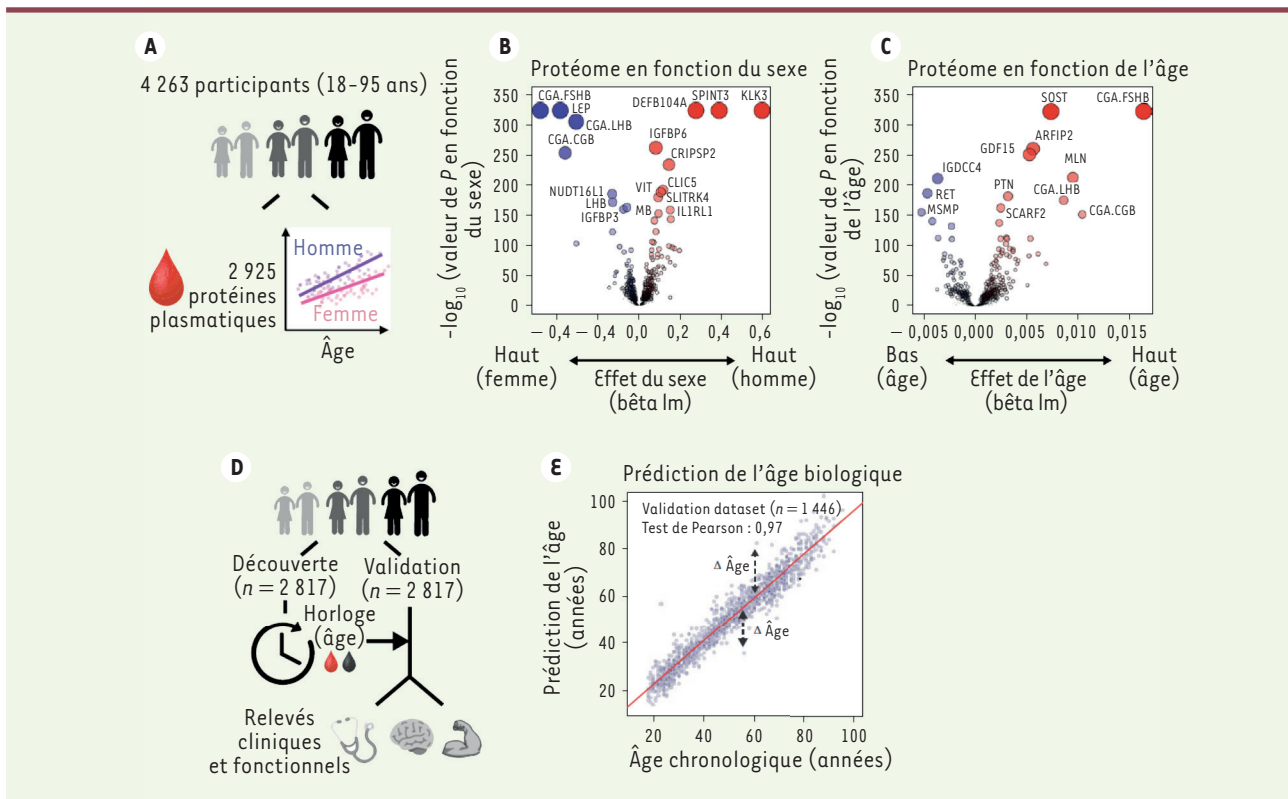 A
4 263 participants (18-95 ans)
2 925
protéines
plasmatiques
Homme
Femme
Âge
B
Protéome en fonction du sexe
–log10 (valeur de P en fonction
du sexe)
350
300
250
200
150
100
50
0
CGA.FSHB
LEP
CGA.LHB
CGA.CGB
NUDT16L1
LHB
IGFBP3
DEFB104A
SPINT3
KLK3
IGFBP6
CRIPSP2
VIT
CLIC5
SLITRK4
MB
IL1RL1
– 0,4
– 0,4
0,0
0,2
0,4
0,6
Haut
(femme)
Effet du sexe
(bêta lm)
Haut
(homme)
C
Protéome en fonction de l'âge
–log10 (valeur de P en fonction
de l'âge)
350
300
250
200
150
100
50
0
SOST
CGA.FSHB
ARFIP2
GDF15
MLN
IGDCC4
RET
MSMP
PTN
SCARF2
CGA.LHB
CGA.CGB
– 0,005
0,000
0,005
0,010
0,015
Bas
(âge)
Effet de l'âge
(bêta lm)
Haut
(âge)
D
Découverte
(n = 2 817)
Validation
(n = 2 817)
Horloge
(âge)
Relevés
cliniques
et fonctionnels
E
Prédiction de l'âge biologique
Validation dataset (n = 1 446)
Test de Pearson : 0,97
Δ Âge
Δ Âge
Prédiction de l'âge
(années)
100
80
60
40
20
20
40
60
80
100
Âge chronologique (années)